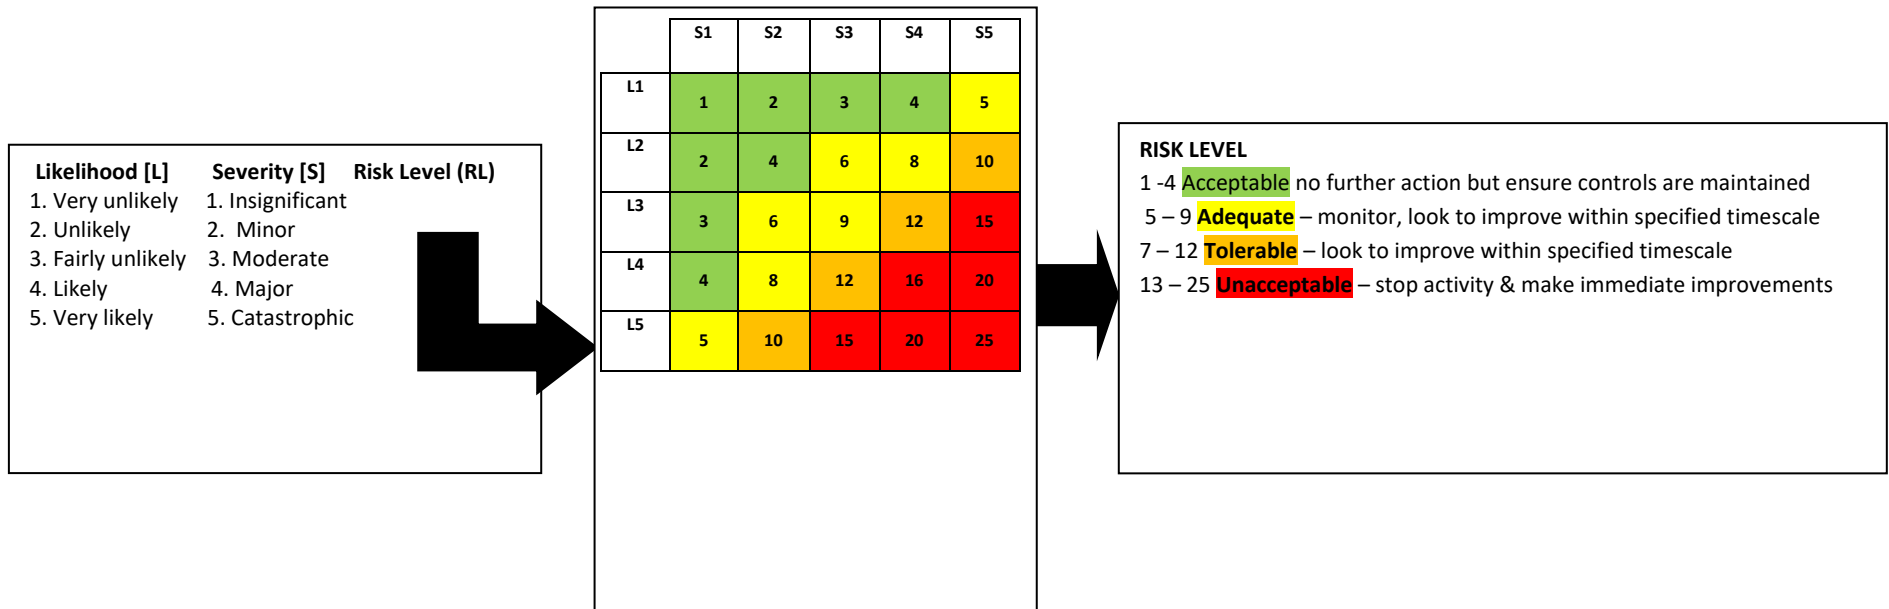 Likelihood [L] Severity [S] Risk Level (RL)
1. Very unlikely 1. Insignificant
2. Unlikely 2. Minor
3. Fairly unlikely 3. Moderate
4. Likely 4. Major
5. Very likely 5. Catastrophic
S1 S2 S3 S4 S5
L1 1 2 3 4 5
L2 2 4 6 8 10
L3 3 6 9 12 15
L4 4 8 12 16 20
L5 5 10 15 20 25
RISK LEVEL
1 -4 Acceptable no further action but ensure controls are maintained
5 – 9 Adequate – monitor, look to improve within specified timescale
7 – 12 Tolerable – look to improve within specified timescale
13 – 25 Unacceptable – stop activity & make immediate improvements